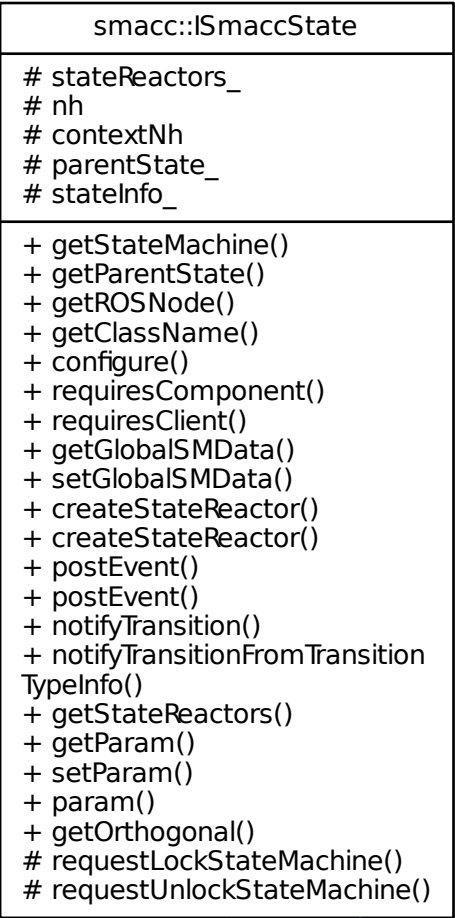 smacc::ISmaccState
# stateReactors_
# nh
# contextNh
# parentState_
# stateInfo_
+ getStateMachine()
+ getParentState()
+ getROSNode()
+ getClassName()
+ configure()
+ requiresComponent()
+ requiresClient()
+ getGlobalSMData()
+ setGlobalSMData()
+ createStateReactor()
+ createStateReactor()
+ postEvent()
+ postEvent()
+ notifyTransition()
+ notifyTransitionFromTransition
TypeInfo()
+ getStateReactors()
+ getParam()
+ setParam()
+ param()
+ getOrthogonal()
# requestLockStateMachine()
# requestUnlockStateMachine()